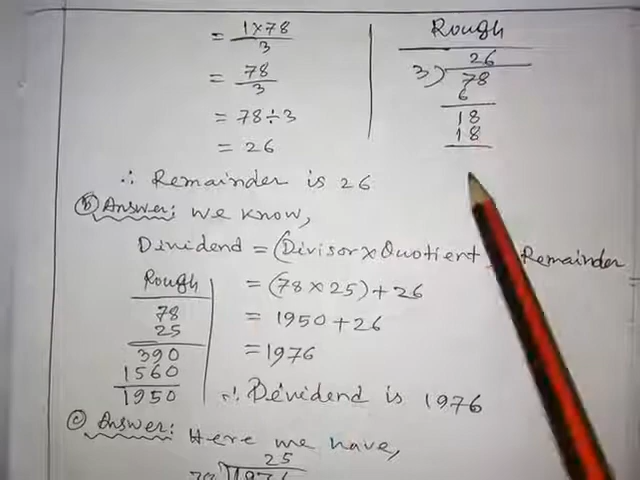 = 1×78/3
= 78/3
= 78÷3
= 26
∴ Remainder is 26
Rough
26
3) 78
6
18
18
(b) Answer: We know,
Dividend = (Divisor × Quotient Remainder
= (78 × 25) + 26
= 1950 + 26
= 1976
∴ Dividend is 1976
Rough
78
25
390
1560
1950
(c) Answer: Here we have,
25